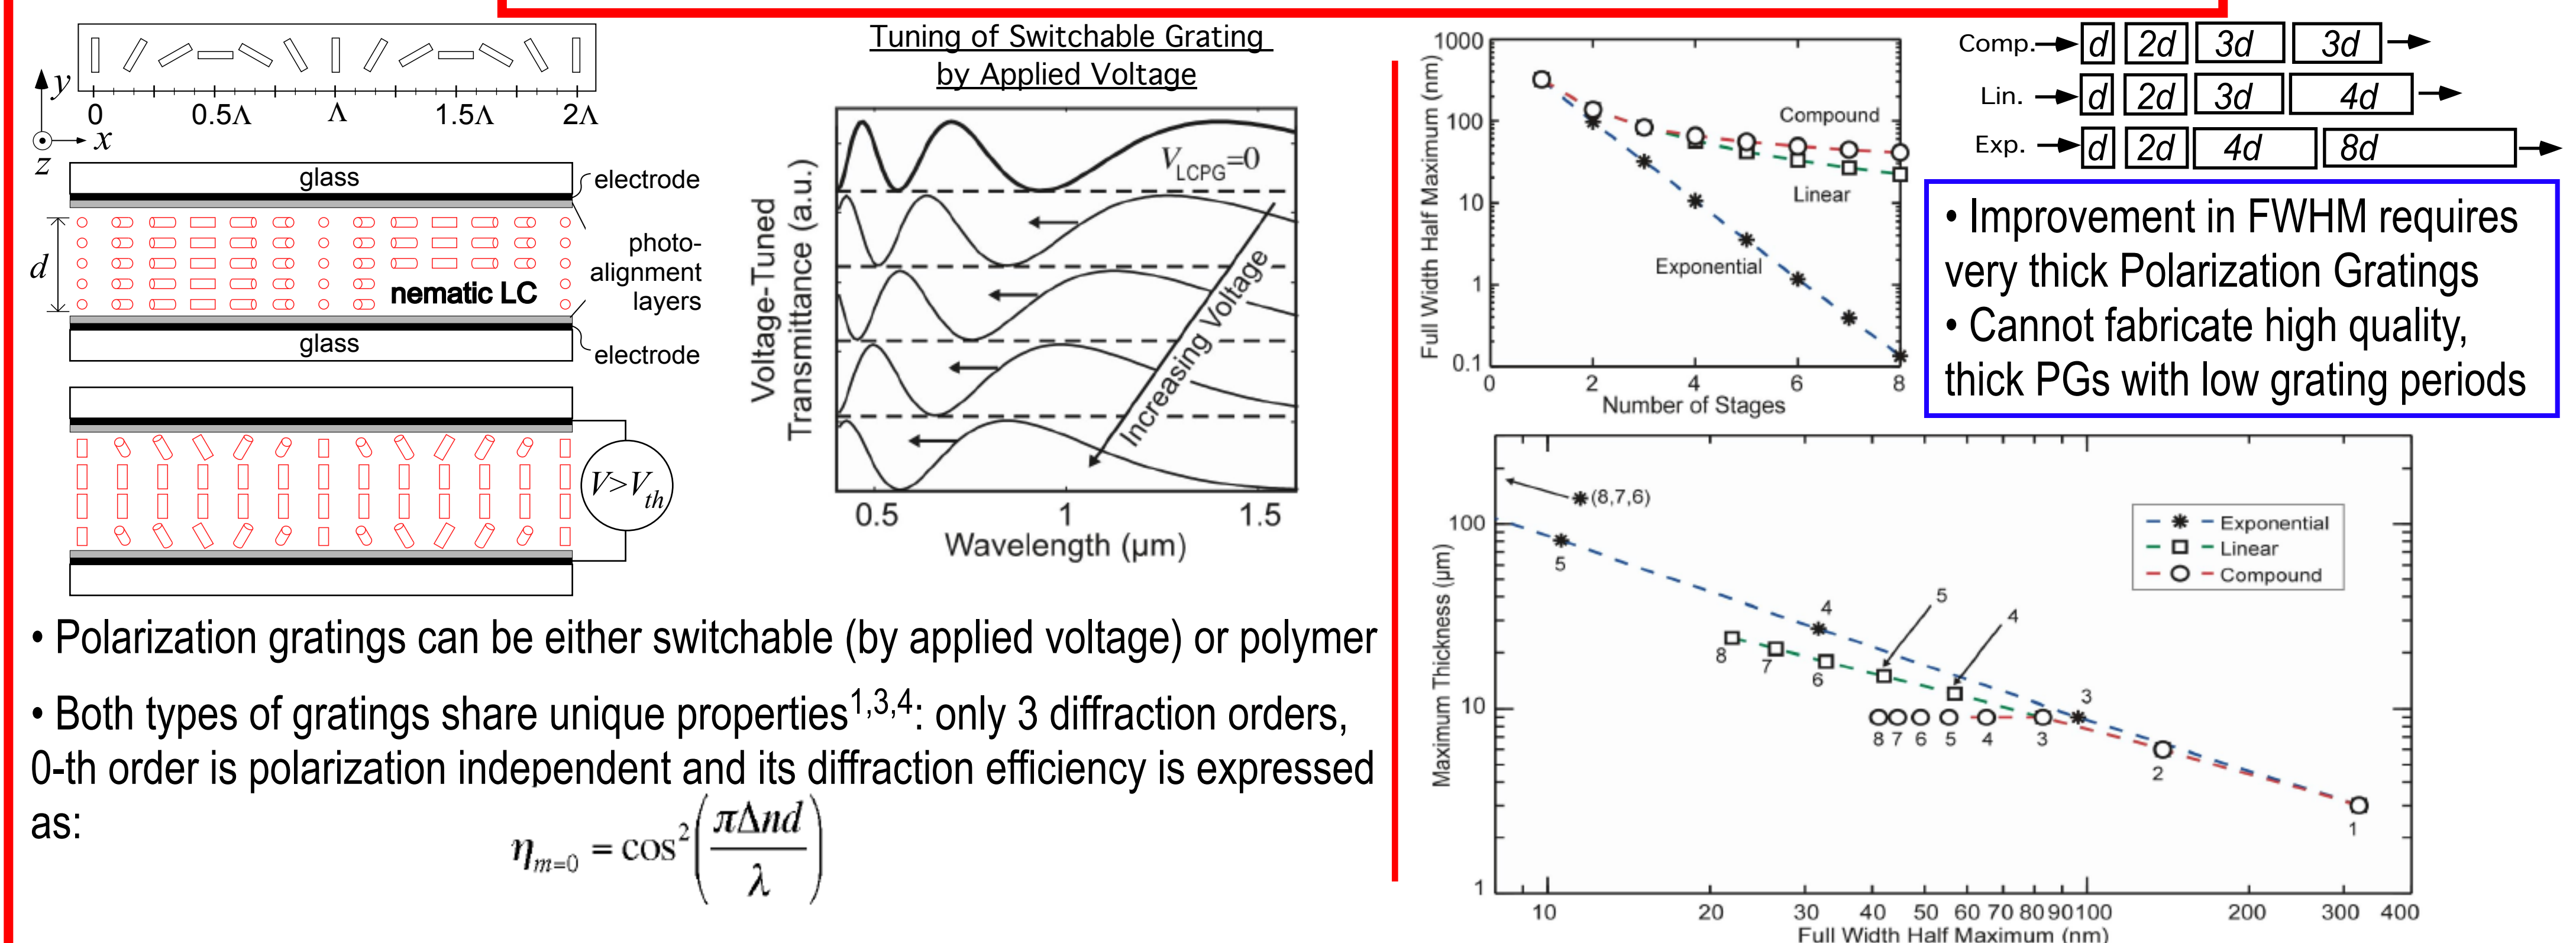 y
x
z
0 0.5Λ Λ 1.5Λ 2Λ
glass
electrode
d
photo-
alignment
layers
nematic LC
glass
electrode
V>Vth
Tuning of Switchable Grating
by Applied Voltage
Voltage-Tuned
Transmittance (a.u.)
VLCPG=0
Increasing Voltage
0.5 1 1.5
Wavelength (µm)
• Polarization gratings can be either switchable (by applied voltage) or polymer
• Both types of gratings share unique properties1,3,4: only 3 diffraction orders,
0-th order is polarization independent and its diffraction efficiency is expressed
as:
ηm=0 = cos²(πΔnd/λ)
Full Width Half Maximum (nm)
1000
100
10
1
0.1
Compound
Linear
Exponential
0 2 4 6 8
Number of Stages
Comp. d 2d 3d 3d
Lin. d 2d 3d 4d
Exp. d 2d 4d 8d
• Improvement in FWHM requires
very thick Polarization Gratings
• Cannot fabricate high quality,
thick PGs with low grating periods
Maximum Thickness (µm)
100
10
1
(8,7,6)
5
4
3
5
4
8 7 6
8 7 6 5 4 3
2
1
Exponential
Linear
Compound
10 20 30 40 50 60 70 80 90 100 200 300 400
Full Width Half Maximum (nm)